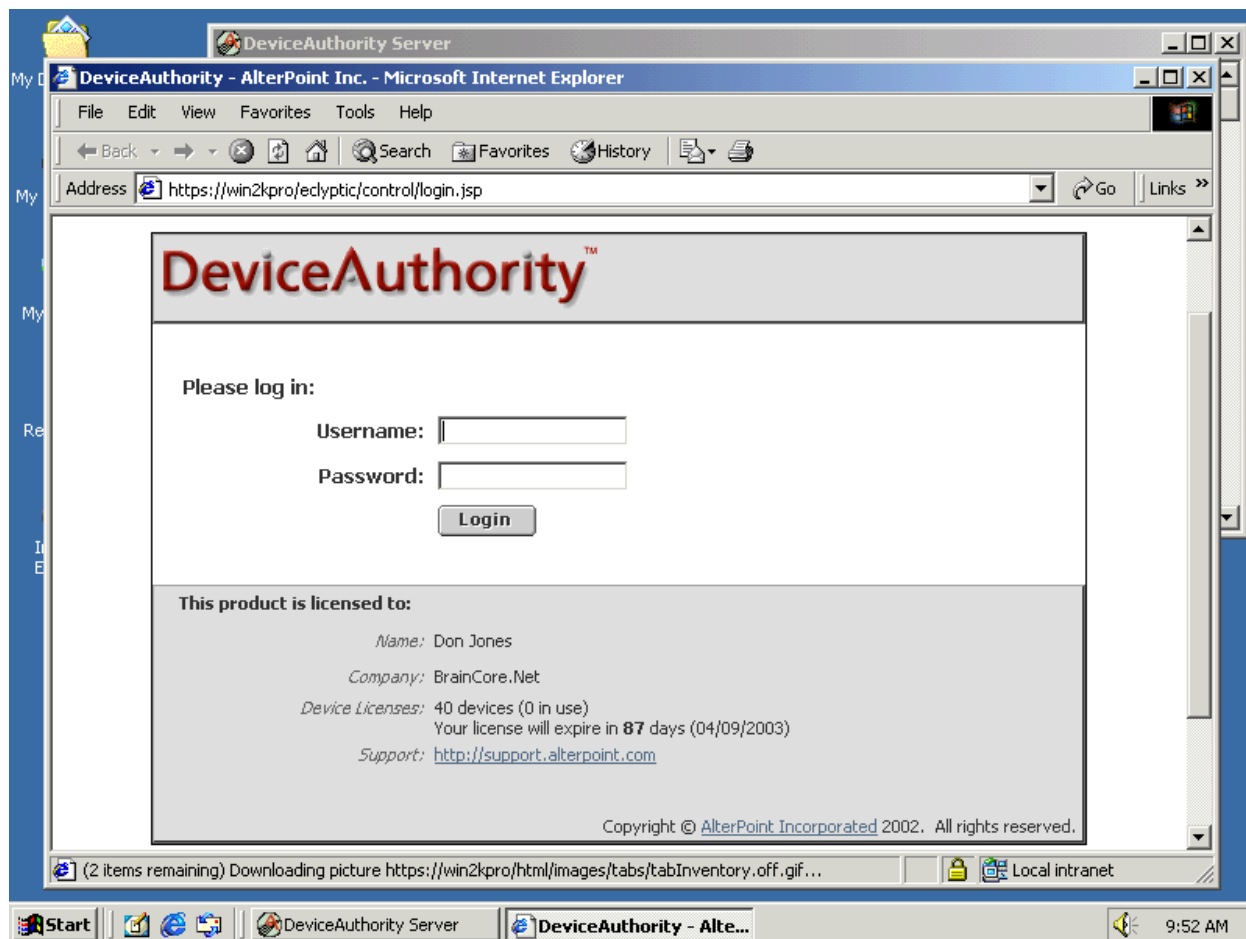 DeviceAuthority Server
My D
DeviceAuthority - AlterPoint Inc. - Microsoft Internet Explorer
File Edit View Favorites Tools Help
Back Search Favorites History
My
Address https://win2kpro/eclyptic/control/login.jsp Go Links »
DeviceAuthority™
My
Please log in:
Re
Username:
Password:
Login
In
E
This product is licensed to:
Name: Don Jones
Company: BrainCore.Net
Device Licenses: 40 devices (0 in use)
Your license will expire in 87 days (04/09/2003)
Support: http://support.alterpoint.com
Copyright © AlterPoint Incorporated 2002. All rights reserved.
(2 items remaining) Downloading picture https://win2kpro/html/images/tabs/tabInventory.off.gif... Local intranet
Start DeviceAuthority Server DeviceAuthority - Alte... 9:52 AM